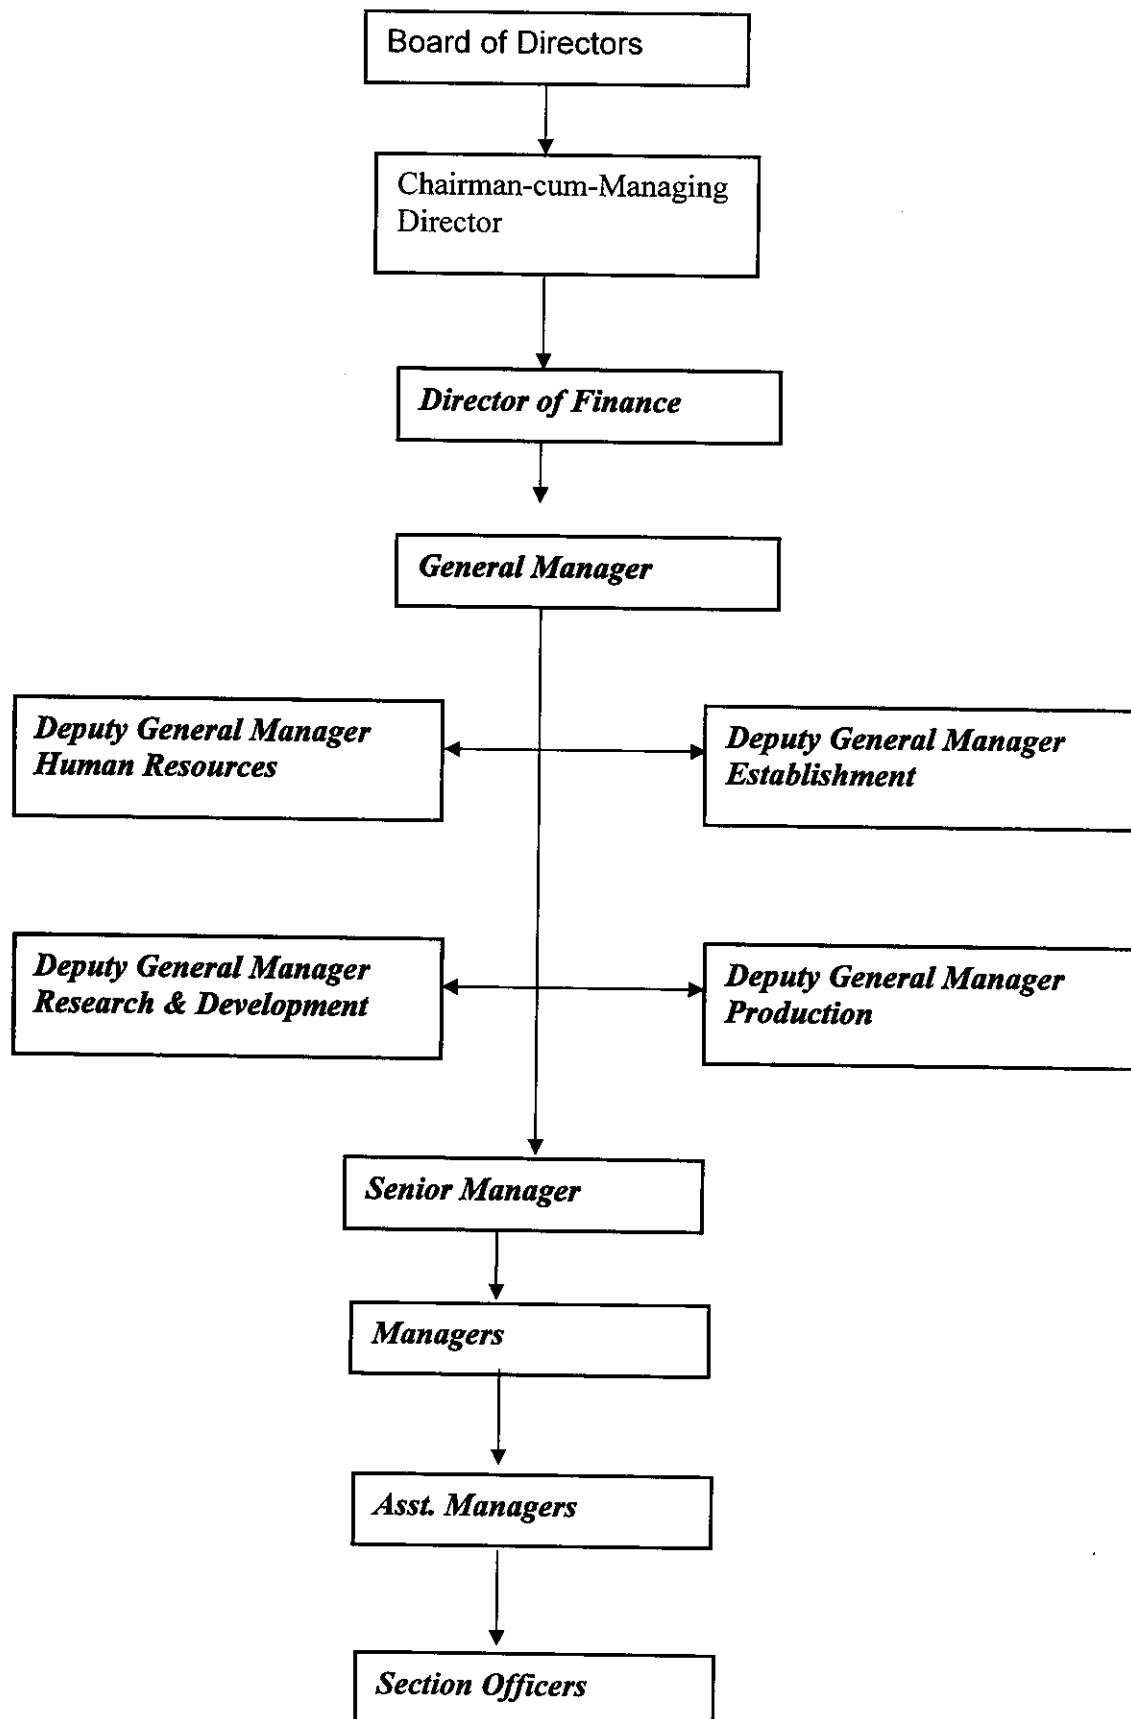 Board of Directors
Chairman-cum-Managing
Director
Director of Finance
General Manager
Deputy General Manager
Human Resources
Deputy General Manager
Establishment
Deputy General Manager
Research & Development
Deputy General Manager
Production
Senior Manager
Managers
Asst. Managers
Section Officers